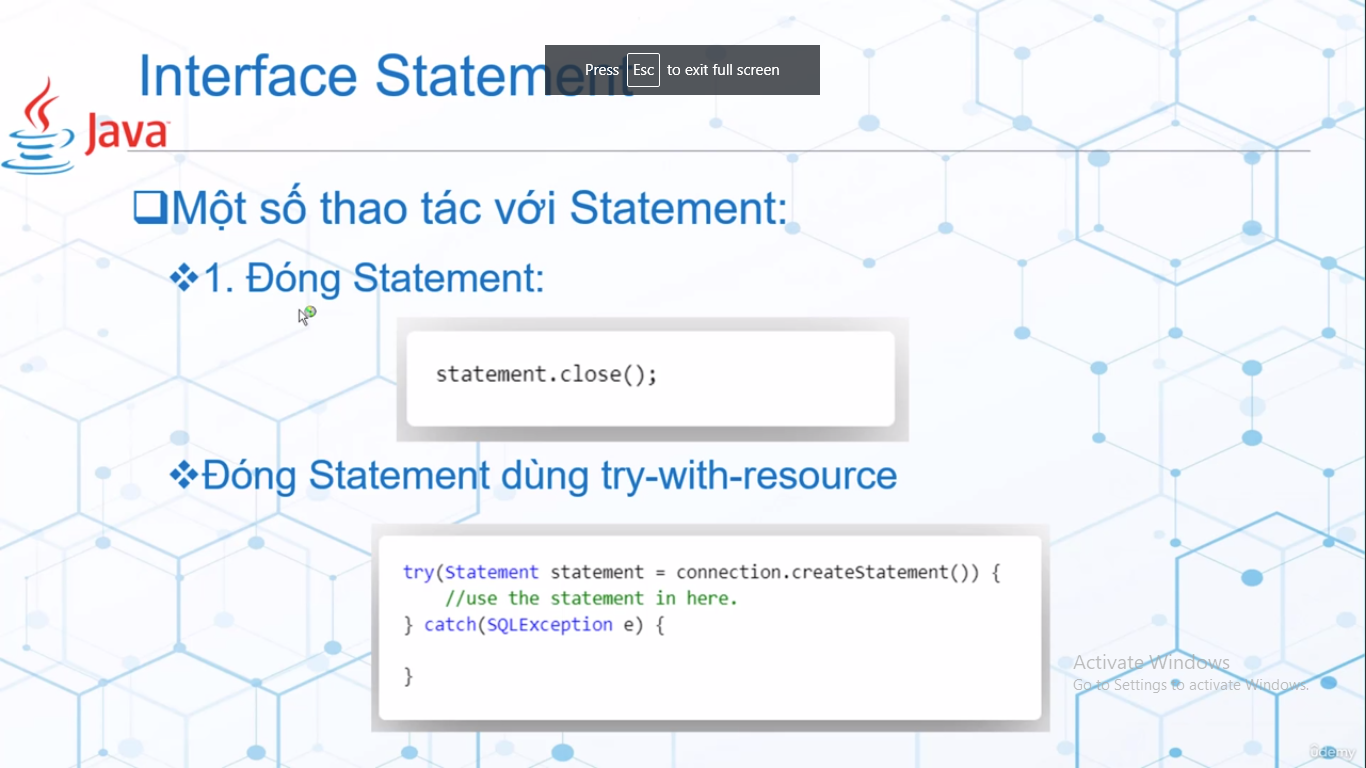 Interface Statement
Press Esc to exit full screen
Java
Một số thao tác với Statement:
1. Đóng Statement:
statement.close();
Đóng Statement dùng try-with-resource
try(Statement statement = connection.createStatement()) {
//use the statement in here.
} catch(SQLException e) {
}
Activate Windows
Go to Settings to activate Windows.
ûdemy